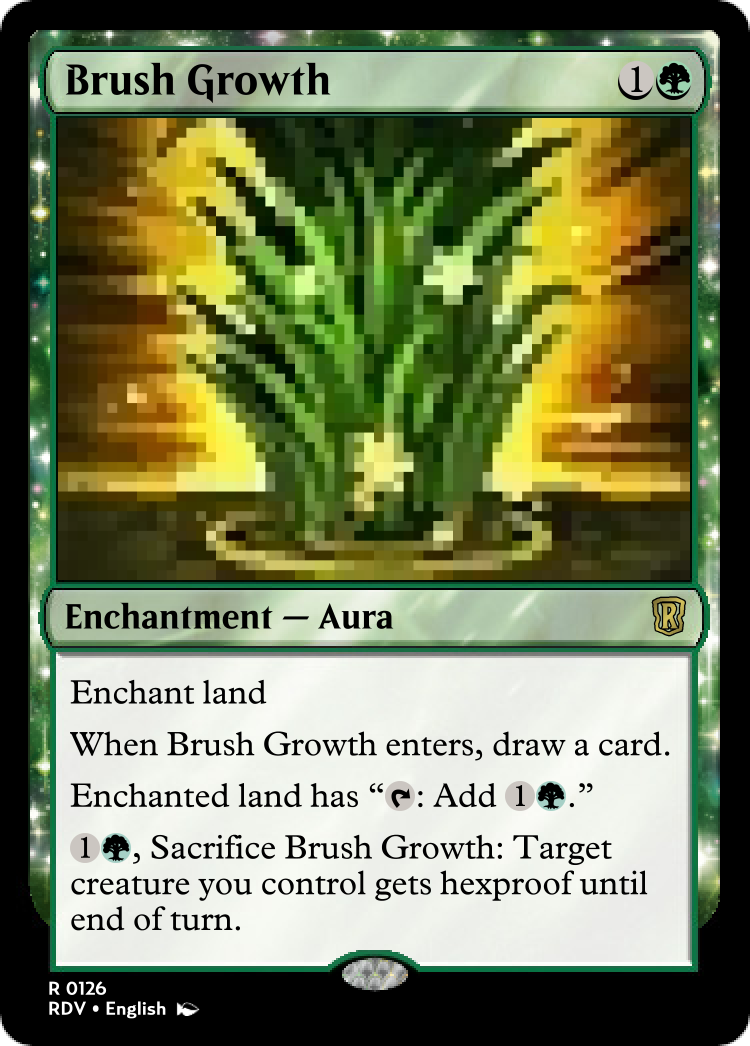 Brush Growth 1
Enchantment — Aura R
Enchant land
When Brush Growth enters, draw a card.
Enchanted land has “: Add 1.”
1, Sacrifice Brush Growth: Target
creature you control gets hexproof until
end of turn.
R 0126
RDV • English